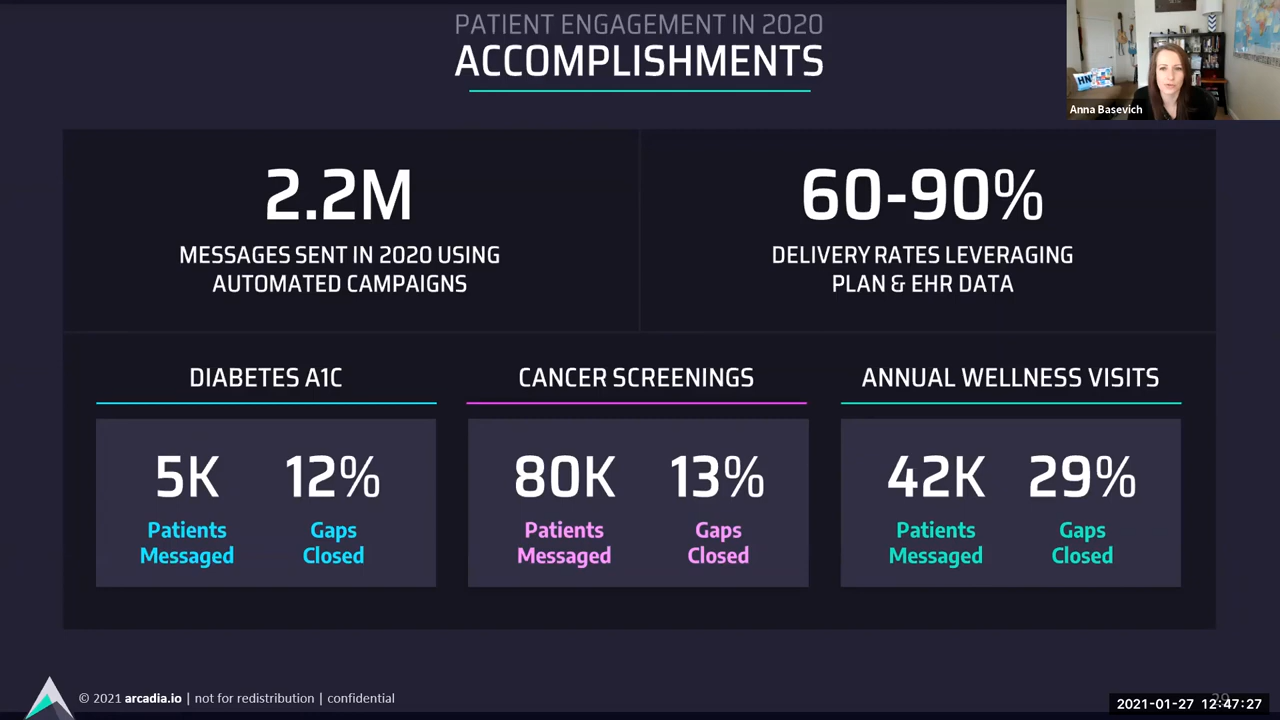 PATIENT ENGAGEMENT IN 2020
ACCOMPLISHMENTS
HN
Anna Basevich
2.2M
MESSAGES SENT IN 2020 USING
AUTOMATED CAMPAIGNS
60-90%
DELIVERY RATES LEVERAGING
PLAN & EHR DATA
DIABETES A1C
5K
Patients
Messaged
12%
Gaps
Closed
CANCER SCREENINGS
80K
Patients
Messaged
13%
Gaps
Closed
ANNUAL WELLNESS VISITS
42K
Patients
Messaged
29%
Gaps
Closed
© 2021 arcadia.io | not for redistribution | confidential
29
2021-01-27 12:47:27